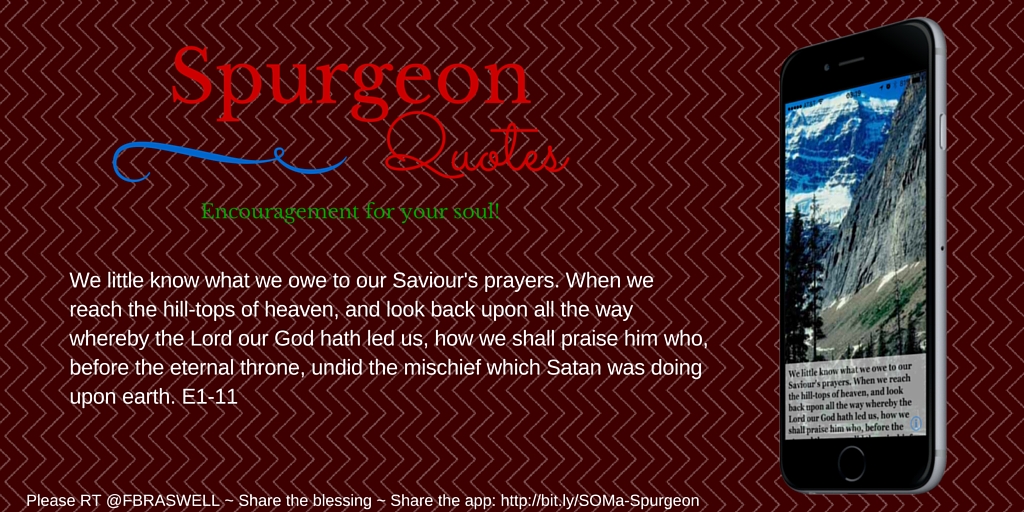 Spurgeon
Quotes
Encouragement for your soul!
We little know what we owe to our Saviour's prayers. When we
reach the hill-tops of heaven, and look back upon all the way
whereby the Lord our God hath led us, how we shall praise him who,
before the eternal throne, undid the mischief which Satan was doing
upon earth. E1-11
Please RT @FBRASWELL ~ Share the blessing ~ Share the app: http://bit.ly/SOMa-Spurgeon
We little know what we owe to our
Saviour's prayers. When we reach
the hill-tops of heaven, and look
back upon all the way whereby the
Lord our God hath led us, how we
shall praise him who, before the